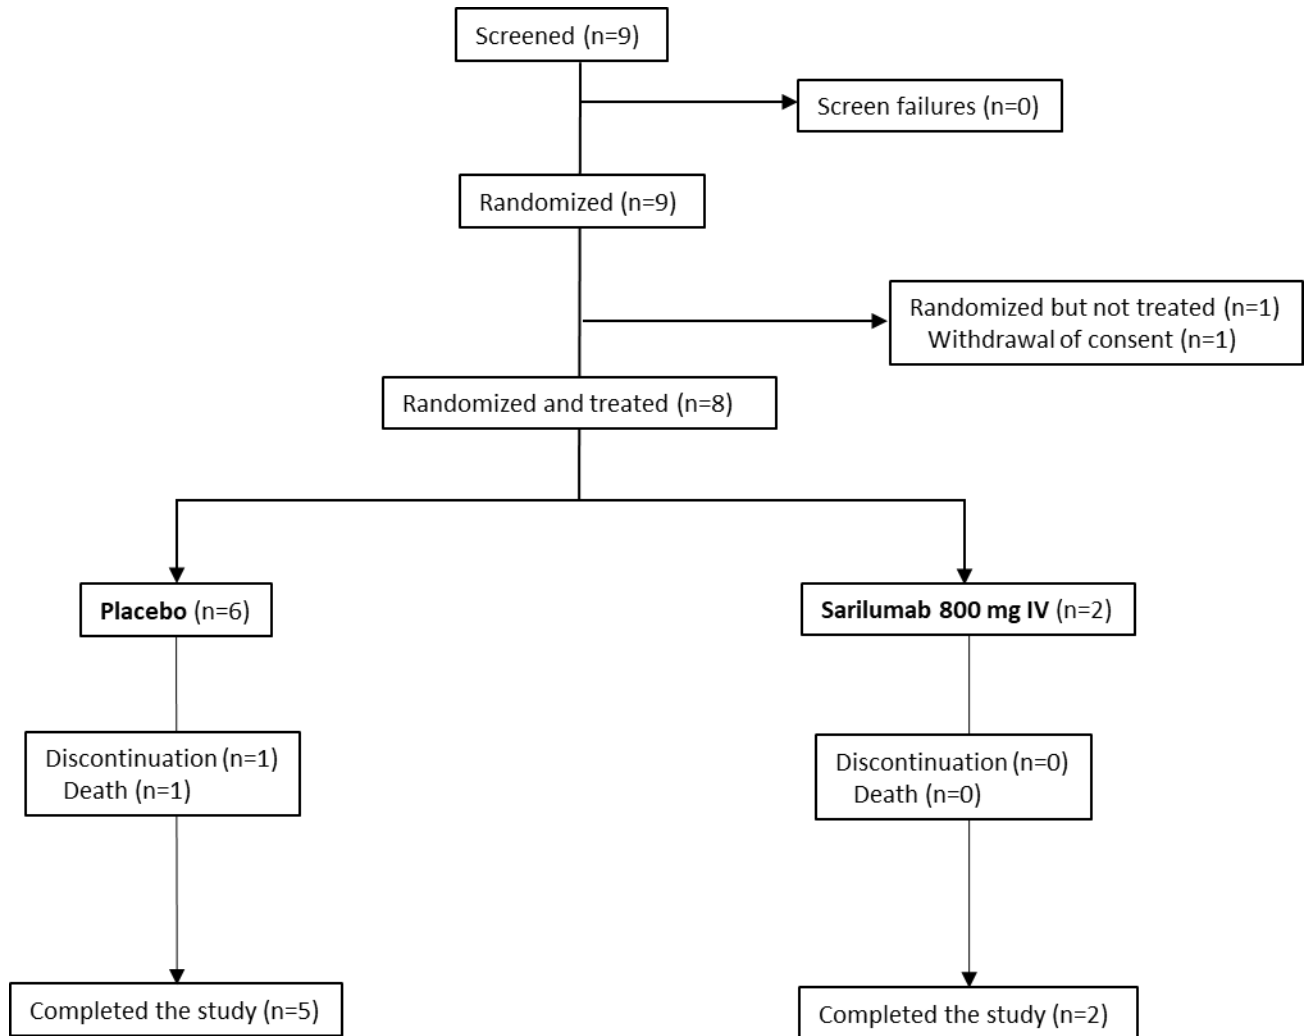 Screened (n=9)
Screen failures (n=0)
Randomized (n=9)
Randomized but not treated (n=1)
Withdrawal of consent (n=1)
Randomized and treated (n=8)
Placebo (n=6)
Sarilumab 800 mg IV (n=2)
Discontinuation (n=1)
Death (n=1)
Discontinuation (n=0)
Death (n=0)
Completed the study (n=5)
Completed the study (n=2)